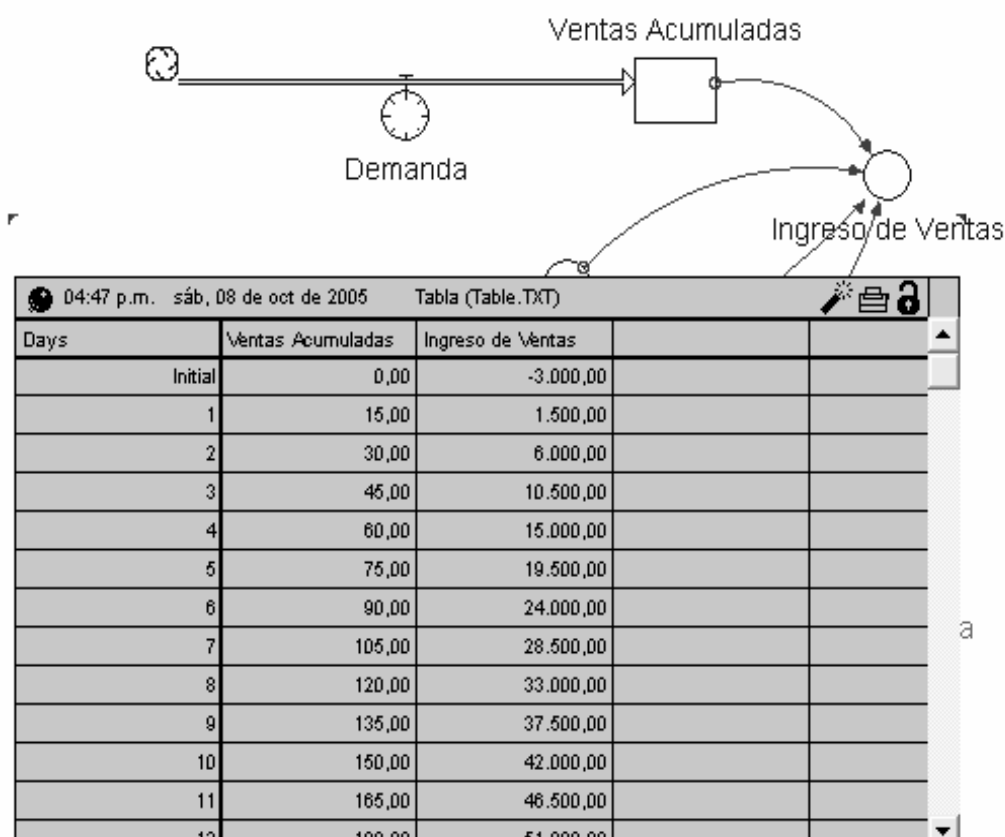 Ventas Acumuladas
Demanda
Ingreso de Ventas
04:47 p.m. sáb, 08 de oct de 2005 Tabla (Table.TXT)
Days Ventas Acumuladas Ingreso de Ventas
Initial 0,00 -3.000,00
1 15,00 1.500,00
2 30,00 6.000,00
3 45,00 10.500,00
4 60,00 15.000,00
5 75,00 19.500,00
6 90,00 24.000,00
7 105,00 28.500,00
a
8 120,00 33.000,00
9 135,00 37.500,00
10 150,00 42.000,00
11 165,00 46.500,00